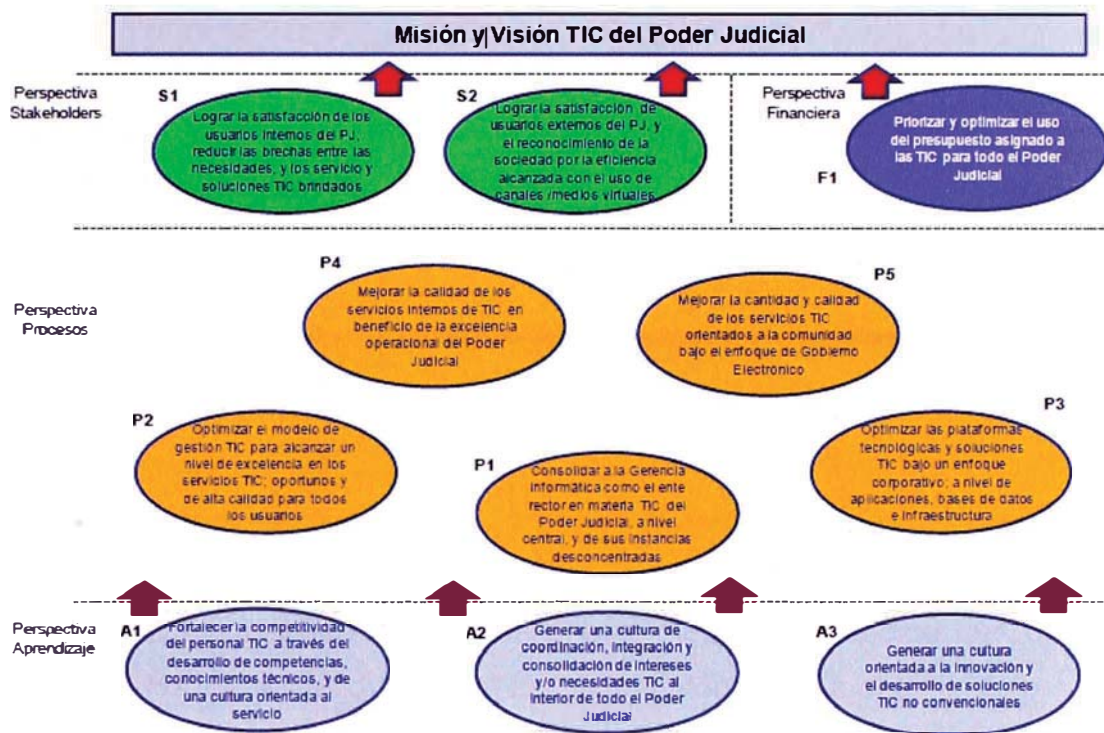 Misión y Visión TIC del Poder Judicial
Perspectiva
Stakeholders
S1
Lograr la satisfacción de los
usuarios internos del PJ,
reducir las brechas entre las
necesidades, y los servicio y
soluciones TIC brindados
S2
Lograr la satisfacción de
usuarios externos del PJ, y
el reconocimiento de la
sociedad por la eficiencia
alcanzada con el uso de
canales /medios virtuales
Perspectiva
Financiera
F1
Priorizar y optimizar el uso
del presupuesto asignado a
las TIC para todo el Poder
Judicial
Perspectiva
Procesos
P4
Mejorar la calidad de los
servicios internos de TIC en
beneficio de la excelencia
operacional del Poder
Judicial
P5
Mejorar la cantidad y calidad
de los servicios TIC
orientados a la comunidad
bajo el enfoque de Gobierno
Electrónico
P2
Optimizar el modelo de
gestión TIC para alcanzar un
nivel de excelencia en los
servicios TIC; oportunos y
de alta calidad para todos
los usuarios
P1
Consolidar a la Gerencia
Informática como el ente
rector en materia TIC del
Poder Judicial, a nivel
central, y de sus instancias
desconcentradas
P3
Optimizar las plataformas
tecnológicas y soluciones
TIC bajo un enfoque
corporativo; a nivel de
aplicaciones, bases de datos
e infraestructura
Perspectiva
Aprendizaje
A1
Fortalecer la competitividad
del personal TIC a través del
desarrollo de competencias,
conocimientos técnicos, y de
una cultura orientada al
servicio
A2
Generar una cultura de
coordinación, integración y
consolidación de intereses
y/o necesidades TIC al
interior de todo el Poder
Judicial
A3
Generar una cultura
orientada a la innovación y
el desarrollo de soluciones
TIC no convencionales